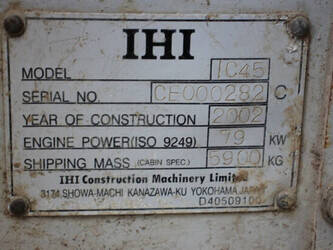 IHI
MODEL IC45
SERIAL NO. CE000282 C
YEAR OF CONSTRUCTION 2002
ENGINE POWER(ISO 9249) 79 KW
SHIPPING MASS (CABIN SPEC.) 5900 KG
IHI Construction Machinery Limited
3174 SHOWA-MACHI KANAZAWA-KU YOKOHAMA JAPAN
D40509100